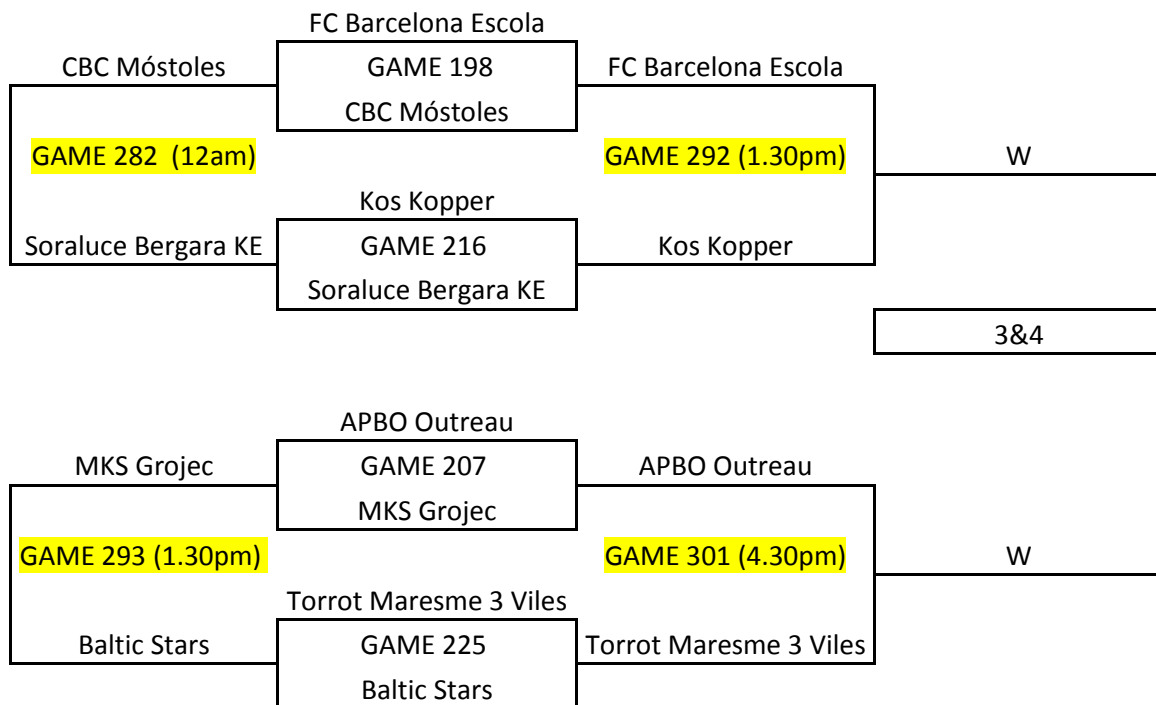 FC Barcelona Escola
CBC Móstoles GAME 198 FC Barcelona Escola
CBC Móstoles
GAME 282 (12am) GAME 292 (1.30pm) W
Kos Kopper
Soraluce Bergara KE GAME 216 Kos Kopper
Soraluce Bergara KE
3&4
APBO Outreau
MKS Grojec GAME 207 APBO Outreau
MKS Grojec
GAME 293 (1.30pm) GAME 301 (4.30pm) W
Torrot Maresme 3 Viles
Baltic Stars GAME 225 Torrot Maresme 3 Viles
Baltic Stars